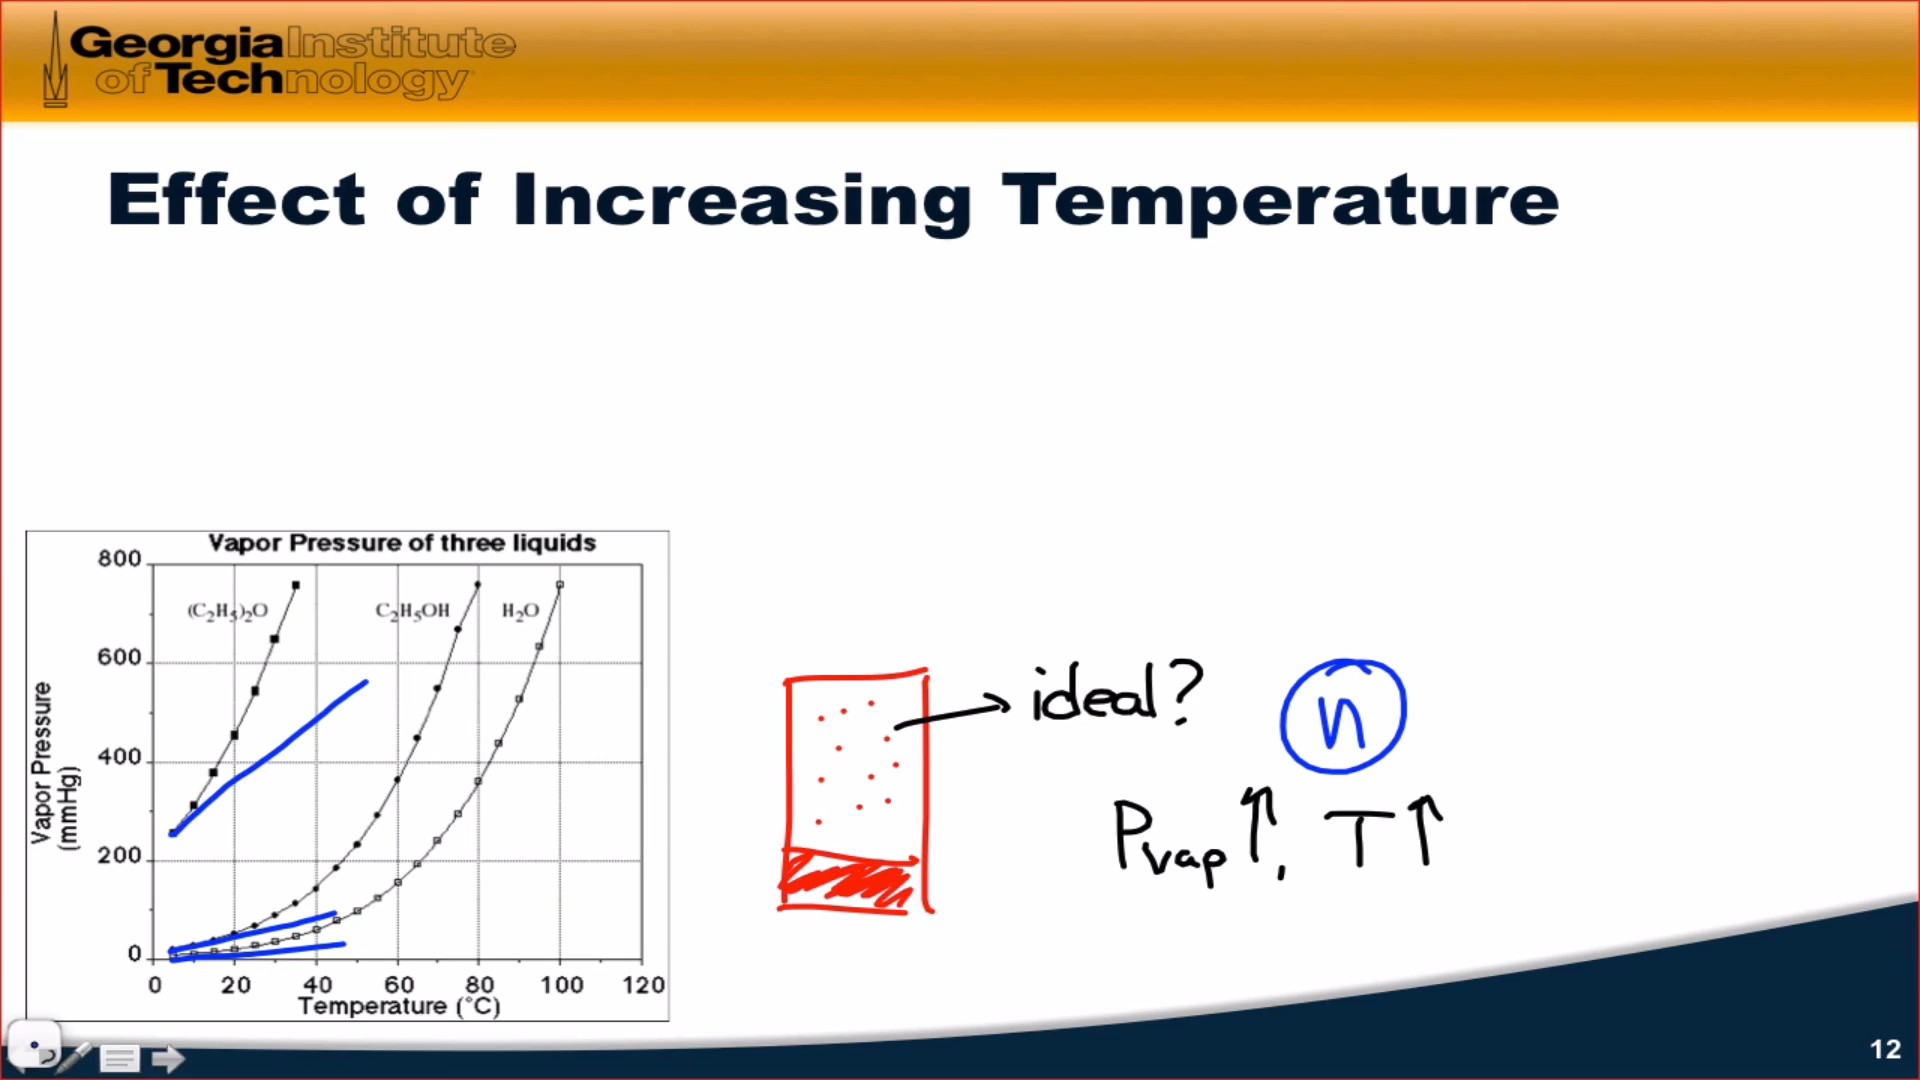 Georgia Institute
of Technology
Effect of Increasing Temperature
Vapor Pressure of three liquids
800
600
400
200
0
Vapor Pressure
(mmHg)
(C₂H₅)₂O
C₂H₅OH
H₂O
0 20 40 60 80 100 120
Temperature (°C)
ideal?
n
Pvap ↑, T ↑
12